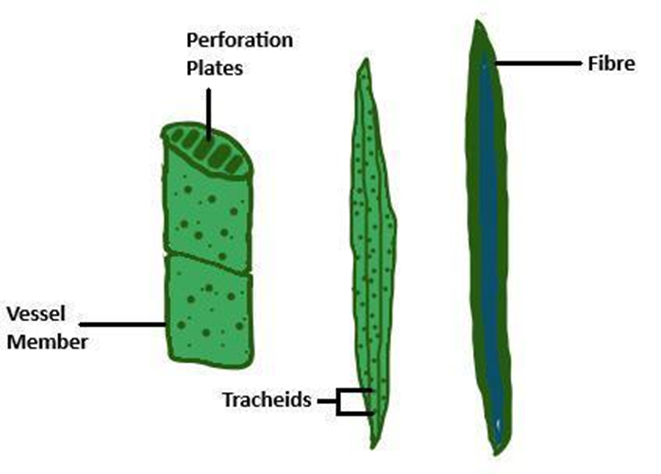 Perforation
Plates
Fibre
Vessel
Member
Tracheids